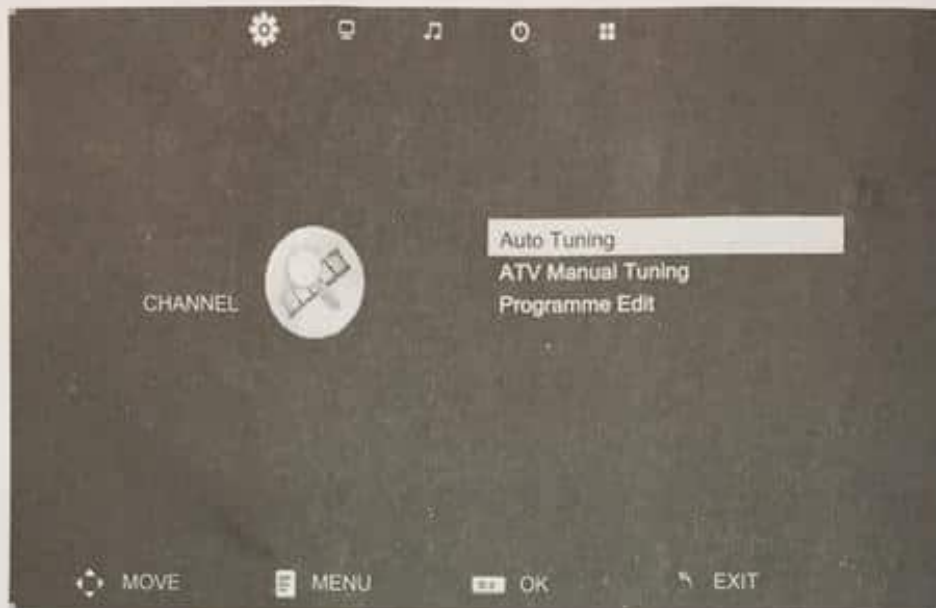 Auto Tuning
ATV Manual Tuning
CHANNEL
Programme Edit
MOVE MENU OK EXIT